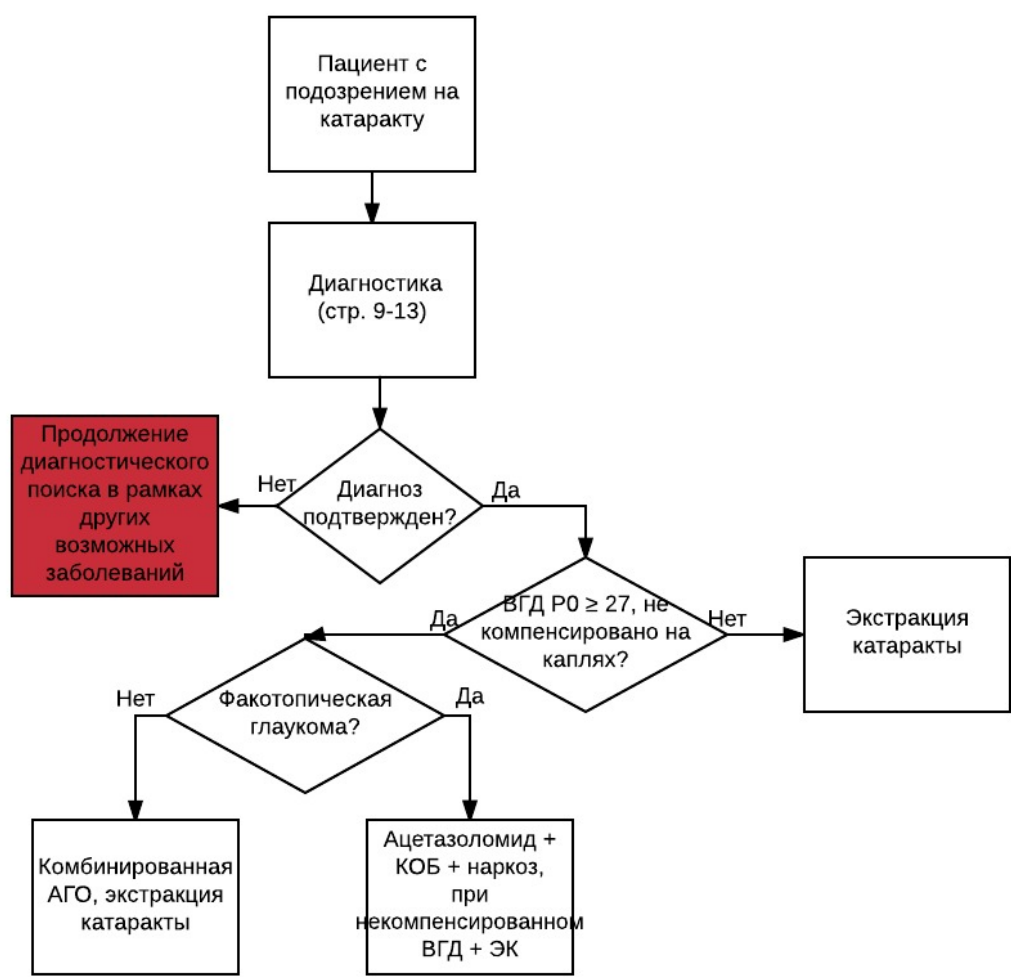 Пациент с
подозрением на
катаракту
Диагностика
(стр. 9-13)
Продолжение
диагностического
поиска в рамках
других
возможных
заболеваний
Нет
Диагноз
подтвержден?
Да
Да
ВГД Р0 ≥ 27, не
компенсировано на
каплях?
Нет
Экстракция
катаракты
Нет
Факотопическая
глаукома?
Да
Комбинированная
АГО, экстракция
катаракты
Ацетазоломид +
КОБ + наркоз,
при
некомпенсированном
ВГД + ЭК